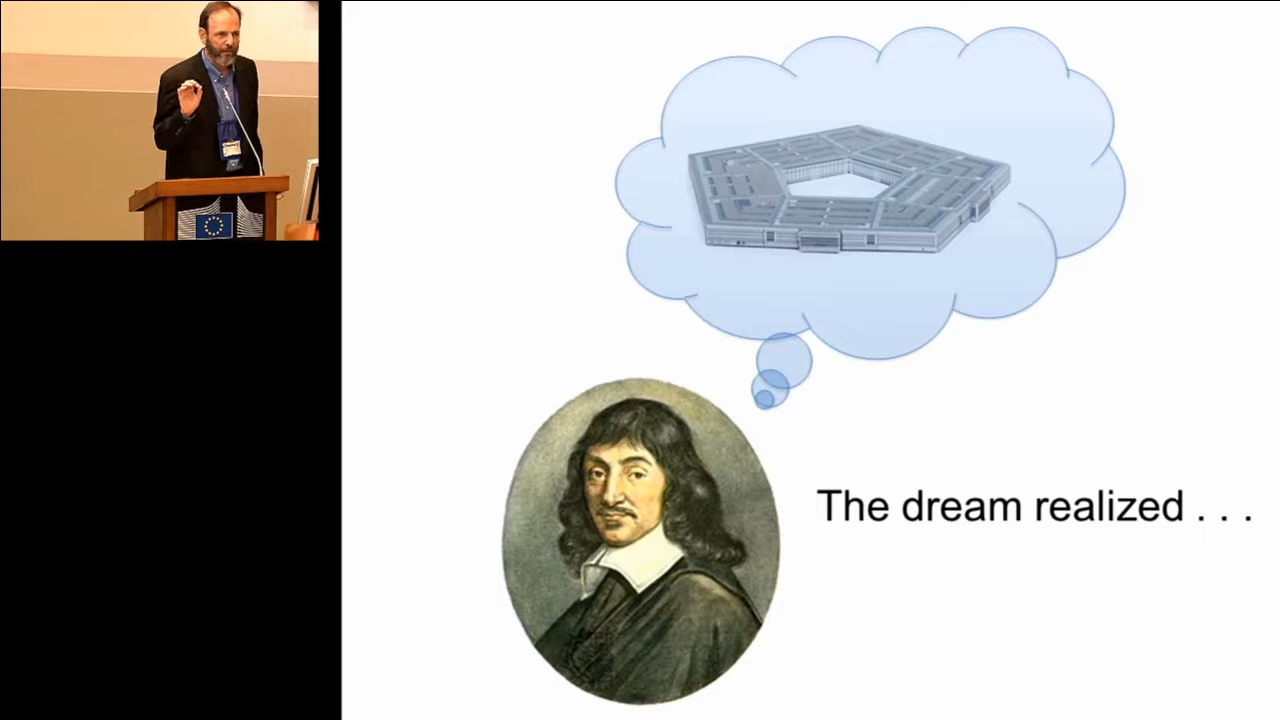 The dream realized . . .